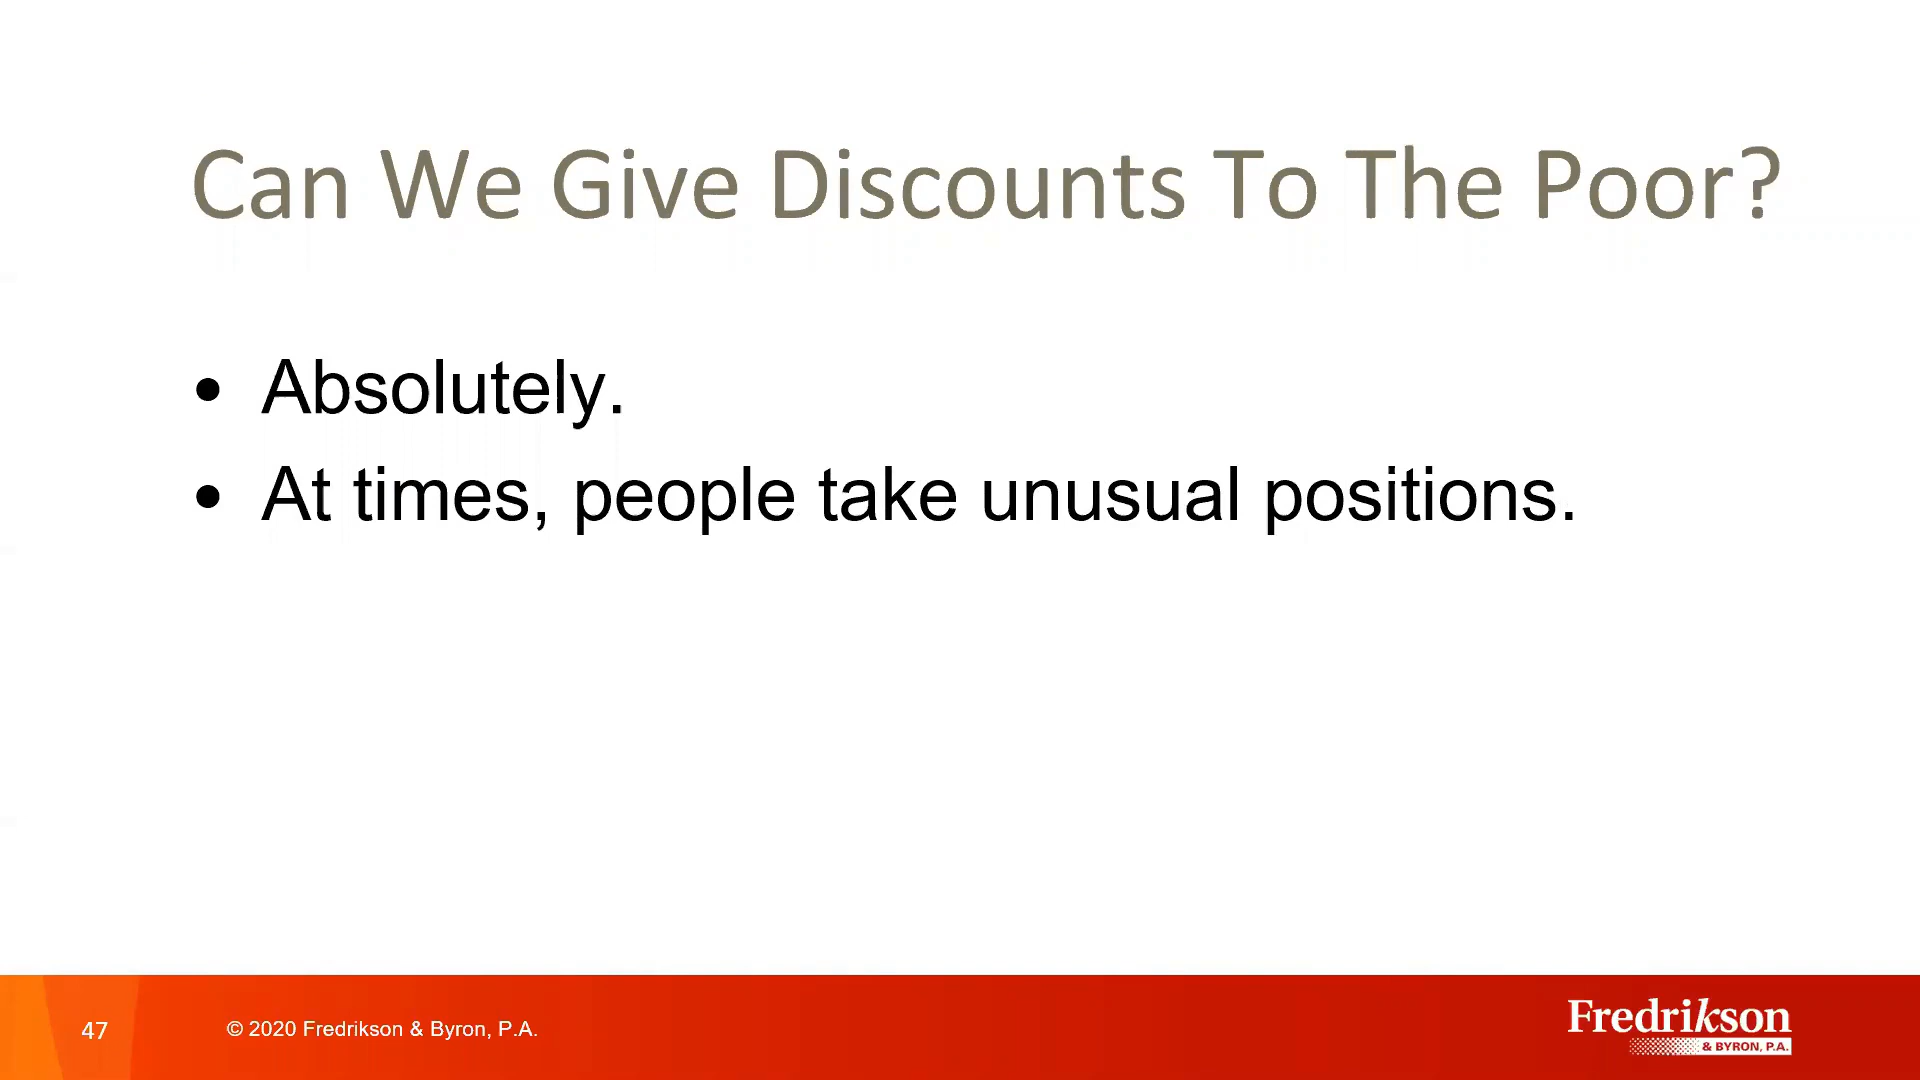 Can We Give Discounts To The Poor?
• Absolutely.
• At times, people take unusual positions.
47
© 2020 Fredrikson & Byron, P.A.
Fredrikson
& BYRON, P.A.